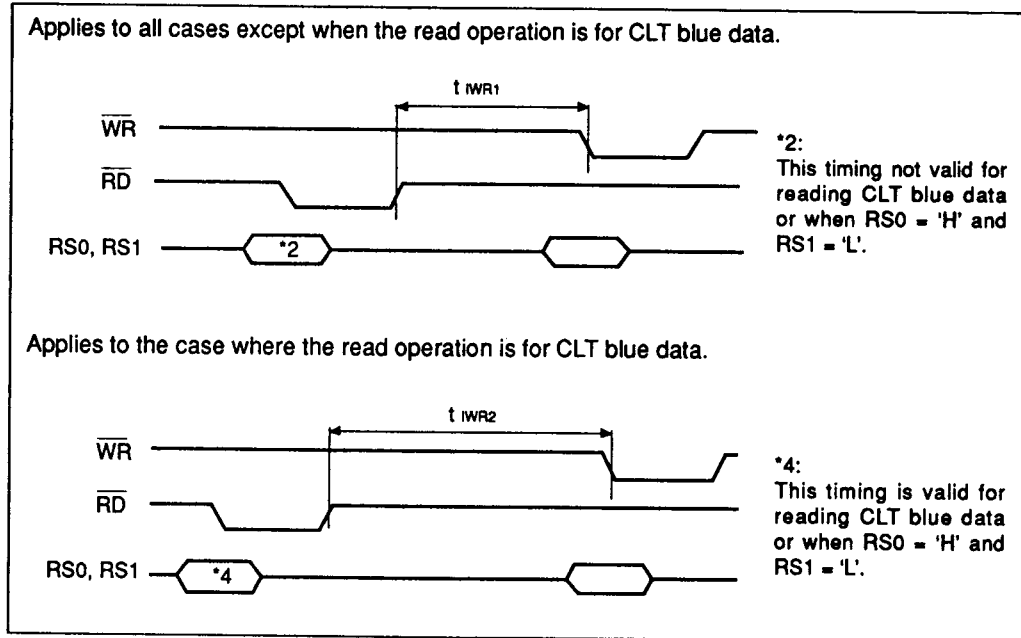 Applies to all cases except when the read operation is for CLT blue data.
t IWR1
WR
RD
RS0, RS1
*2
*2:
This timing not valid for
reading CLT blue data
or when RS0 = 'H' and
RS1 = 'L'.
Applies to the case where the read operation is for CLT blue data.
t IWR2
WR
RD
RS0, RS1
*4
*4:
This timing is valid for
reading CLT blue data
or when RS0 = 'H' and
RS1 = 'L'.